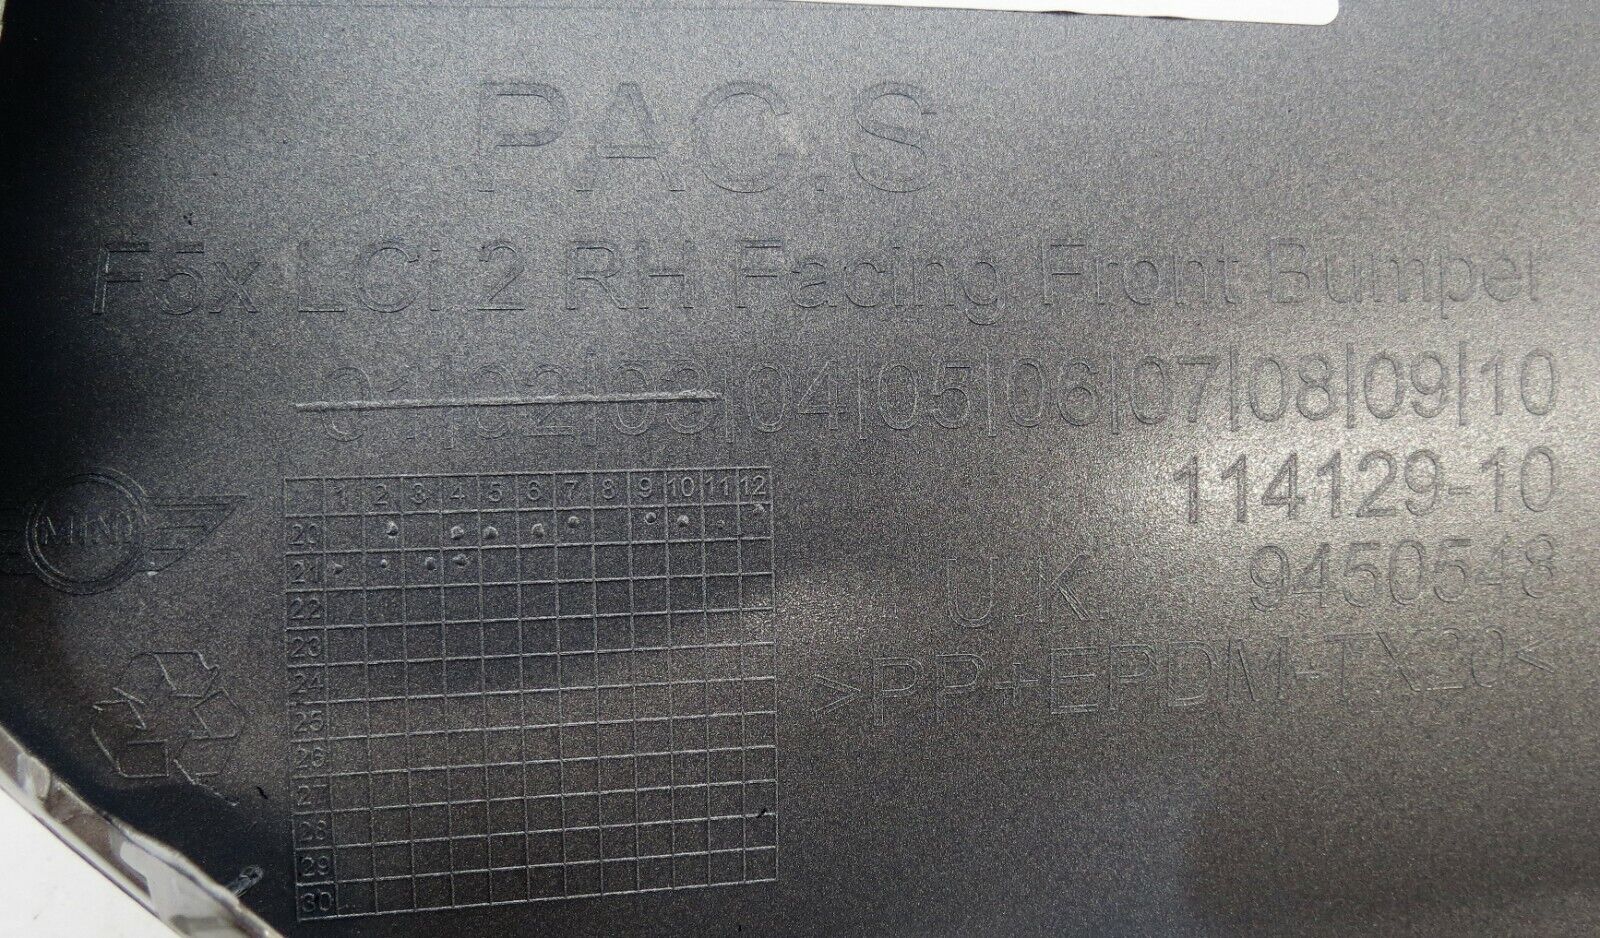 PAC.S
F5x LCi 2 RH Facing Front Bumper
01|02|03|04|05|06|07|08|09|10
114129-10
MINI
U.K. 9450548
>PP+EPDM-TX20<
1 2 3 4 5 6 7 8 9 10 11 12
20
21
22
23
24
25
26
27
28
29
30